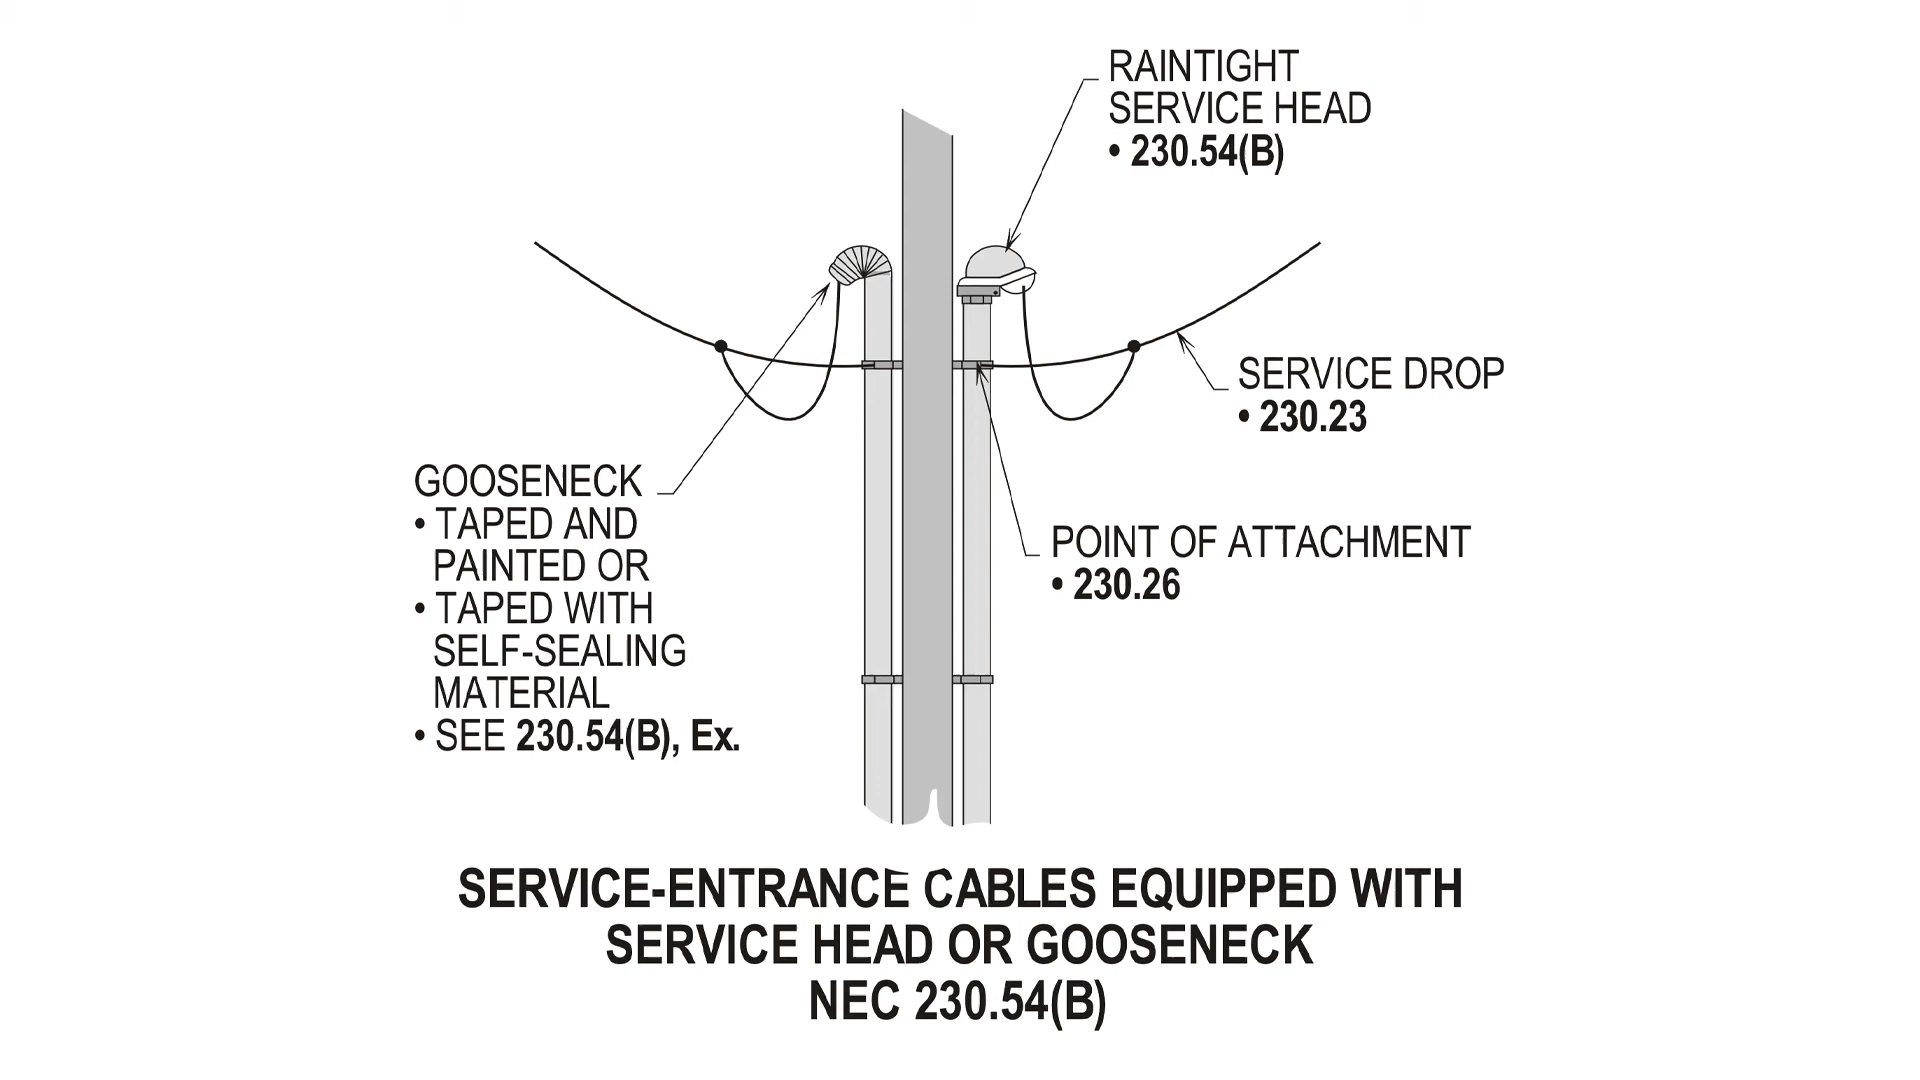 RAINTIGHT
SERVICE HEAD
• 230.54(B)
SERVICE DROP
• 230.23
GOOSENECK
• TAPED AND
PAINTED OR
• TAPED WITH
SELF-SEALING
MATERIAL
• SEE 230.54(B), Ex.
POINT OF ATTACHMENT
• 230.26
SERVICE-ENTRANCE CABLES EQUIPPED WITH
SERVICE HEAD OR GOOSENECK
NEC 230.54(B)